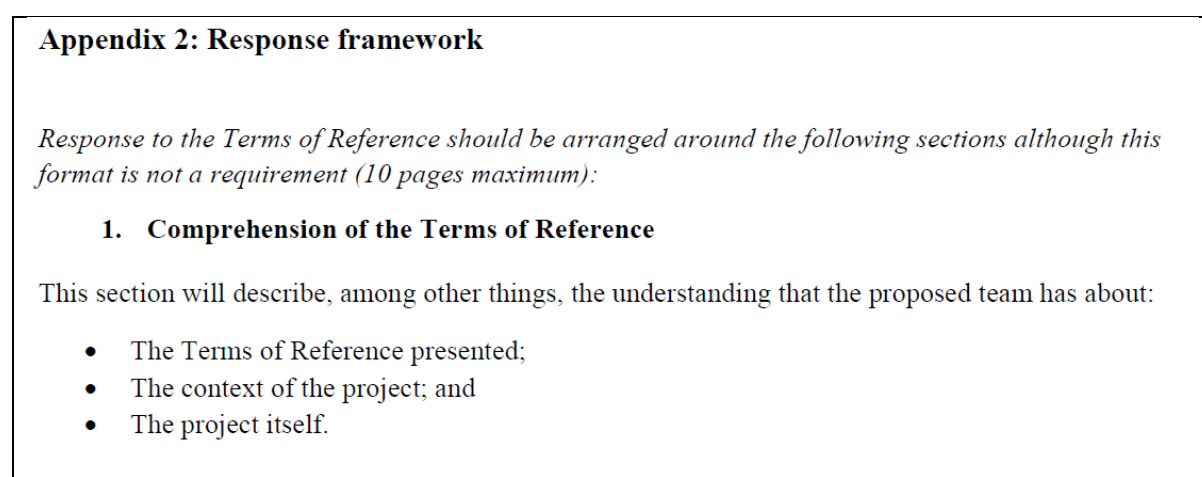 Appendix 2: Response framework
Response to the Terms of Reference should be arranged around the following sections although this
format is not a requirement (10 pages maximum):
1. Comprehension of the Terms of Reference
This section will describe, among other things, the understanding that the proposed team has about:
• The Terms of Reference presented;
• The context of the project; and
• The project itself.